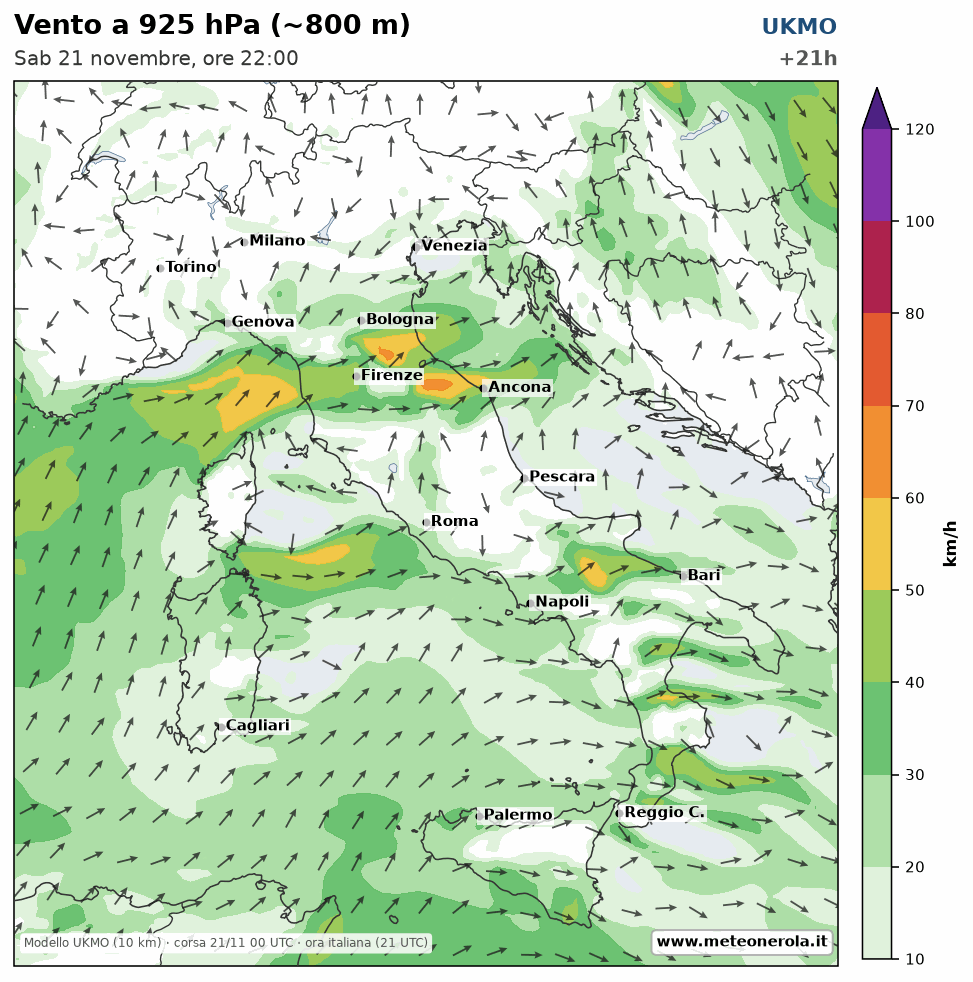 Vento a 925 hPa (~800 m)
UKMO
Sab 21 novembre, ore 22:00
+21h
Milano
Venezia
Torino
Genova
Bologna
Firenze
Ancona
Pescara
Roma
Bari
Napoli
Cagliari
Palermo
Reggio C.
Modello UKMO (10 km) · corsa 21/11 00 UTC · ora italiana (21 UTC)
www.meteonerola.it
120
100
80
70
60
50
40
30
20
10
km/h